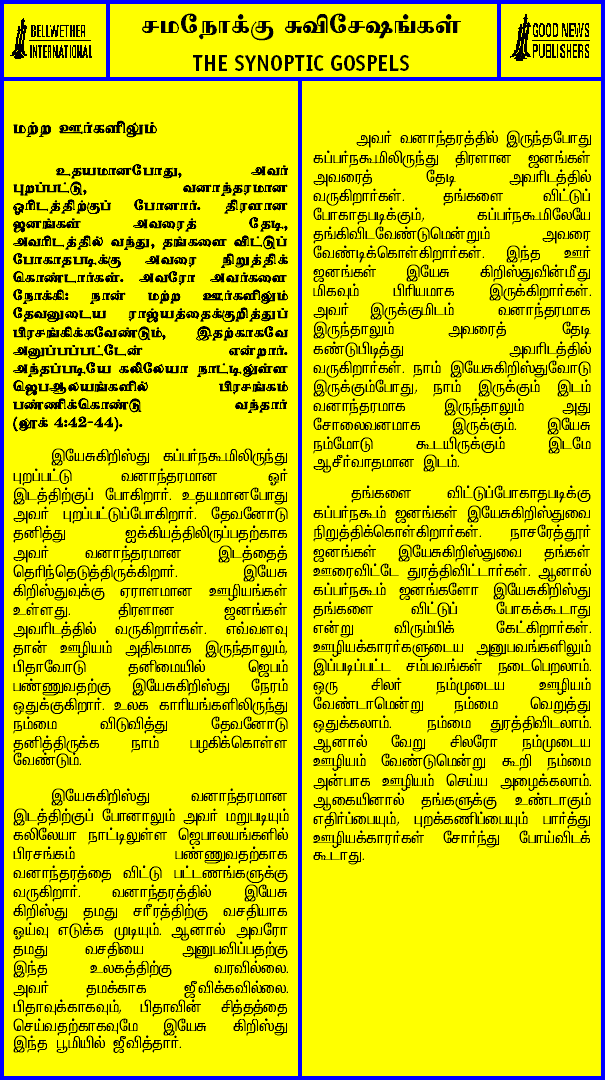 BELLWETHER
INTERNATIONAL
சமநோக்கு சுவிசேஷங்கள்
THE SYNOPTIC GOSPELS
GOOD NEWS
PUBLISHERS
மற்ற ஊர்களிலும்
உதயமானபோது, அவர்
புறப்பட்டு, வனாந்தரமான
ஓரிடத்திற்குப் போனார். திரளான
ஜனங்கள் அவரைத் தேடி,
அவரிடத்தில் வந்து, தங்களை விட்டுப்
போகாதபடிக்கு அவரை நிறுத்திக்
கொண்டார்கள். அவரோ அவர்களை
நோக்கி: நான் மற்ற ஊர்களிலும்
தேவனுடைய ராஜ்யத்தைக்குறித்துப்
பிரசங்கிக்கவேண்டும், இதற்காகவே
அனுப்பப்பட்டேன் என்றார்.
அந்தப்படியே கலிலேயா நாட்டிலுள்ள
ஜெபஆலயங்களில் பிரசங்கம்
பண்ணிக்கொண்டு வந்தார்
(லூக் 4:42-44).
இயேசுகிறிஸ்து கப்பர்நகூமிலிருந்து
புறப்பட்டு வனாந்தரமான ஓர்
இடத்திற்குப் போகிறார். உதயமானபோது
அவர் புறப்பட்டுப்போகிறார். தேவனோடு
தனித்து ஐக்கியத்திலிருப்பதற்காக
அவர் வனாந்தரமான இடத்தைத்
தெரிந்தெடுத்திருக்கிறார். இயேசு
கிறிஸ்துவுக்கு ஏராளமான ஊழியங்கள்
உள்ளது. திரளான ஜனங்கள்
அவரிடத்தில் வருகிறார்கள். எவ்வளவு
தான் ஊழியம் அதிகமாக இருந்தாலும்,
பிதாவோடு தனிமையில் ஜெபம்
பண்ணுவதற்கு இயேசுகிறிஸ்து நேரம்
ஒதுக்குகிறார். உலக காரியங்களிலிருந்து
நம்மை விடுவித்து தேவனோடு
தனித்திருக்க நாம் பழகிக்கொள்ள
வேண்டும்.
இயேசுகிறிஸ்து வனாந்தரமான
இடத்திற்குப் போனாலும் அவர் மறுபடியும்
கலிலேயா நாட்டிலுள்ள ஜெபாலயங்களில்
பிரசங்கம் பண்ணுவதற்காக
வனாந்தரத்தை விட்டு பட்டணங்களுக்கு
வருகிறார். வனாந்தரத்தில் இயேசு
கிறிஸ்து தமது சரீரத்திற்கு வசதியாக
ஓய்வு எடுக்க முடியும். ஆனால் அவரோ
தமது வசதியை அனுபவிப்பதற்கு
இந்த உலகத்திற்கு வரவில்லை.
அவர் தமக்காக ஜீவிக்கவில்லை.
பிதாவுக்காகவும், பிதாவின் சித்தத்தை
செய்வதற்காகவுமே இயேசு கிறிஸ்து
இந்த பூமியில் ஜீவித்தார்.
அவர் வனாந்தரத்தில் இருந்தபோது
கப்பர்நகூமிலிருந்து திரளான ஜனங்கள்
அவரைத் தேடி அவரிடத்தில்
வருகிறார்கள். தங்களை விட்டுப்
போகாதபடிக்கும், கப்பர்நகூமிலேயே
தங்கிவிடவேண்டுமென்றும் அவரை
வேண்டிக்கொள்கிறார்கள். இந்த ஊர்
ஜனங்கள் இயேசு கிறிஸ்துவின்மீது
மிகவும் பிரியமாக இருக்கிறார்கள்.
அவர் இருக்குமிடம் வனாந்தரமாக
இருந்தாலும் அவரைத் தேடி
கண்டுபிடித்து அவரிடத்தில்
வருகிறார்கள். நாம் இயேசுகிறிஸ்துவோடு
இருக்கும்போது, நாம் இருக்கும் இடம்
வனாந்தரமாக இருந்தாலும் அது
சோலைவனமாக இருக்கும். இயேசு
நம்மோடு கூடயிருக்கும் இடமே
ஆசீர்வாதமான இடம்.
தங்களை விட்டுப்போகாதபடிக்கு
கப்பர்நகூம் ஜனங்கள் இயேசுகிறிஸ்துவை
நிறுத்திக்கொள்கிறார்கள். நாசரேத்தூர்
ஜனங்கள் இயேசுகிறிஸ்துவை தங்கள்
ஊரைவிட்டே துரத்திவிட்டார்கள். ஆனால்
கப்பர்நகூம் ஜனங்களோ இயேசுகிறிஸ்து
தங்களை விட்டுப் போகக்கூடாது
என்று விரும்பிக் கேட்கிறார்கள்.
ஊழியக்காரர்களுடைய அனுபவங்களிலும்
இப்படிப்பட்ட சம்பவங்கள் நடைபெறலாம்.
ஒரு சிலர் நம்முடைய ஊழியம்
வேண்டாமென்று நம்மை வெறுத்து
ஒதுக்கலாம். நம்மை துரத்திவிடலாம்.
ஆனால் வேறு சிலரோ நம்முடைய
ஊழியம் வேண்டுமென்று கூறி நம்மை
அன்பாக ஊழியம் செய்ய அழைக்கலாம்.
ஆகையினால் தங்களுக்கு உண்டாகும்
எதிர்ப்பையும், புறக்கணிப்பையும் பார்த்து
ஊழியக்காரர்கள் சோர்ந்து போய்விடக்
கூடாது.